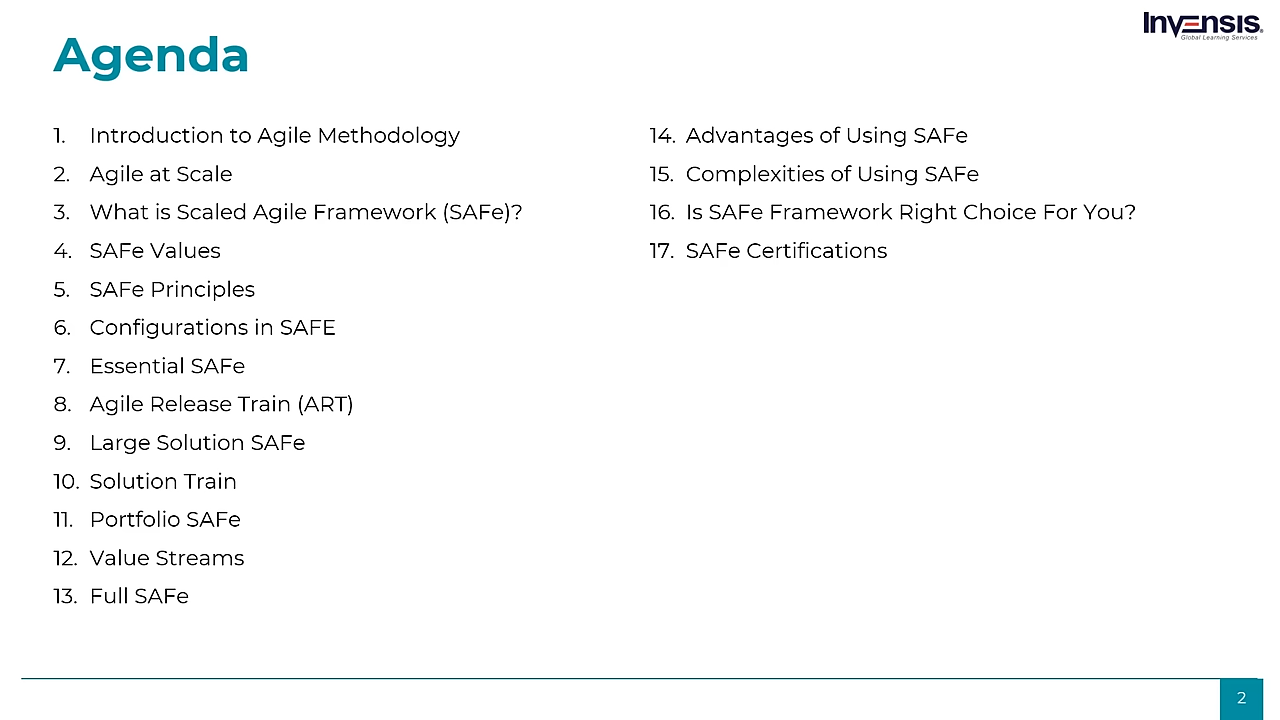 Invensis®
Global Learning Services
Agenda
1. Introduction to Agile Methodology
2. Agile at Scale
3. What is Scaled Agile Framework (SAFe)?
4. SAFe Values
5. SAFe Principles
6. Configurations in SAFE
7. Essential SAFe
8. Agile Release Train (ART)
9. Large Solution SAFe
10. Solution Train
11. Portfolio SAFe
12. Value Streams
13. Full SAFe
14. Advantages of Using SAFe
15. Complexities of Using SAFe
16. Is SAFe Framework Right Choice For You?
17. SAFe Certifications
2